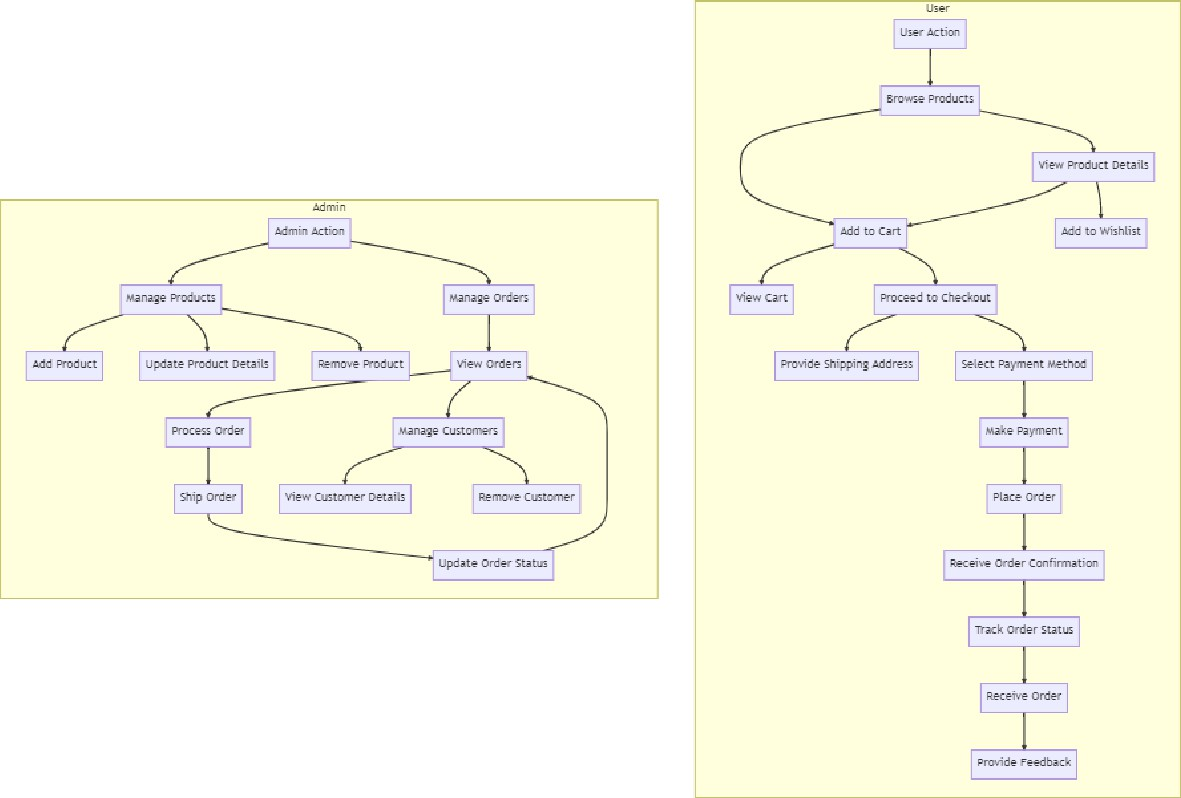 Admin
Admin Action
Manage Products
Manage Orders
Add Product
Update Product Details
Remove Product
View Orders
Process Order
Manage Customers
Ship Order
View Customer Details
Remove Customer
Update Order Status
User
User Action
Browse Products
View Product Details
Add to Cart
Add to Wishlist
View Cart
Proceed to Checkout
Provide Shipping Address
Select Payment Method
Make Payment
Place Order
Receive Order Confirmation
Track Order Status
Receive Order
Provide Feedback